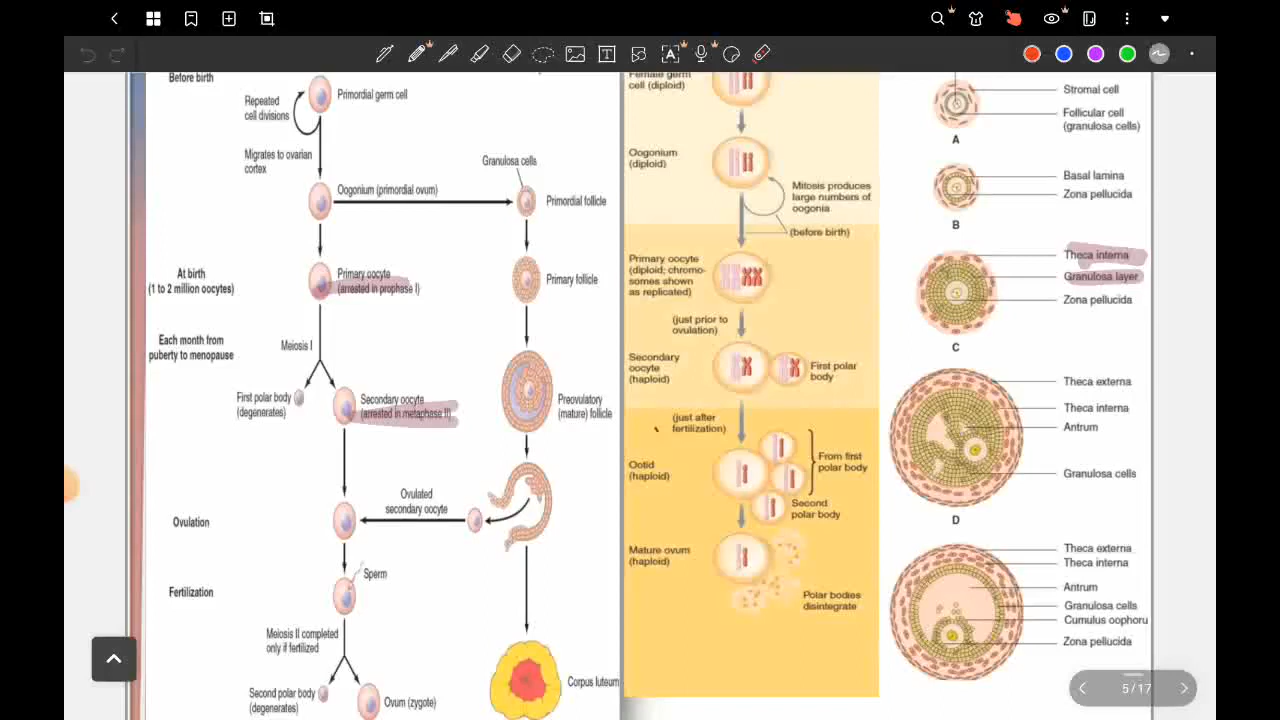 Before birth
Primordial germ cell
Repeated
cell divisions
Migrates to ovarian
cortex
Granulosa cells
Oogonium (primordial ovum)
Primordial follicle
At birth
(1 to 2 million oocytes)
Primary oocyte
(arrested in prophase I)
Primary follicle
Each month from
puberty to menopause
Meiosis I
First polar body
(degenerates)
Secondary oocyte
(arrested in metaphase II)
Preovulatory
(mature) follicle
Ovulated
secondary oocyte
Ovulation
Sperm
Fertilization
Meiosis II completed
only if fertilized
Second polar body
(degenerates)
Ovum (zygote)
Corpus luteum
Female germ
cell (diploid)
Oogonium
(diploid)
Mitosis produces
large numbers of
oogonia
(before birth)
Primary oocyte
(diploid; chromo-
somes shown
as replicated)
(just prior to
ovulation)
Secondary
oocyte
(haploid)
First polar
body
(just after
fertilization)
Ootid
(haploid)
From first
polar body
Second
polar body
Mature ovum
(haploid)
Polar bodies
disintegrate
Stromal cell
Follicular cell
(granulosa cells)
A
Basal lamina
Zona pellucida
B
Theca interna
Granulosa layer
Zona pellucida
C
Theca externa
Theca interna
Antrum
Granulosa cells
D
Theca externa
Theca interna
Antrum
Granulosa cells
Cumulus oophoru
Zona pellucida
5/17